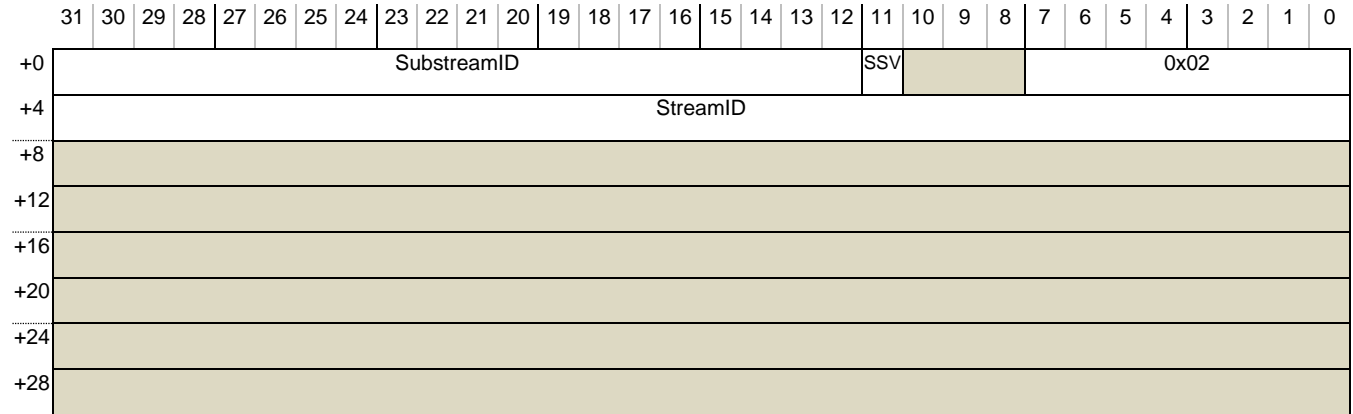 31 30 29 28 27 26 25 24 23 22 21 20 19 18 17 16 15 14 13 12 11 10 9 8 7 6 5 4 3 2 1 0
+0 SubstreamID SSV 0x02
+4 StreamID
+8
+12
+16
+20
+24
+28